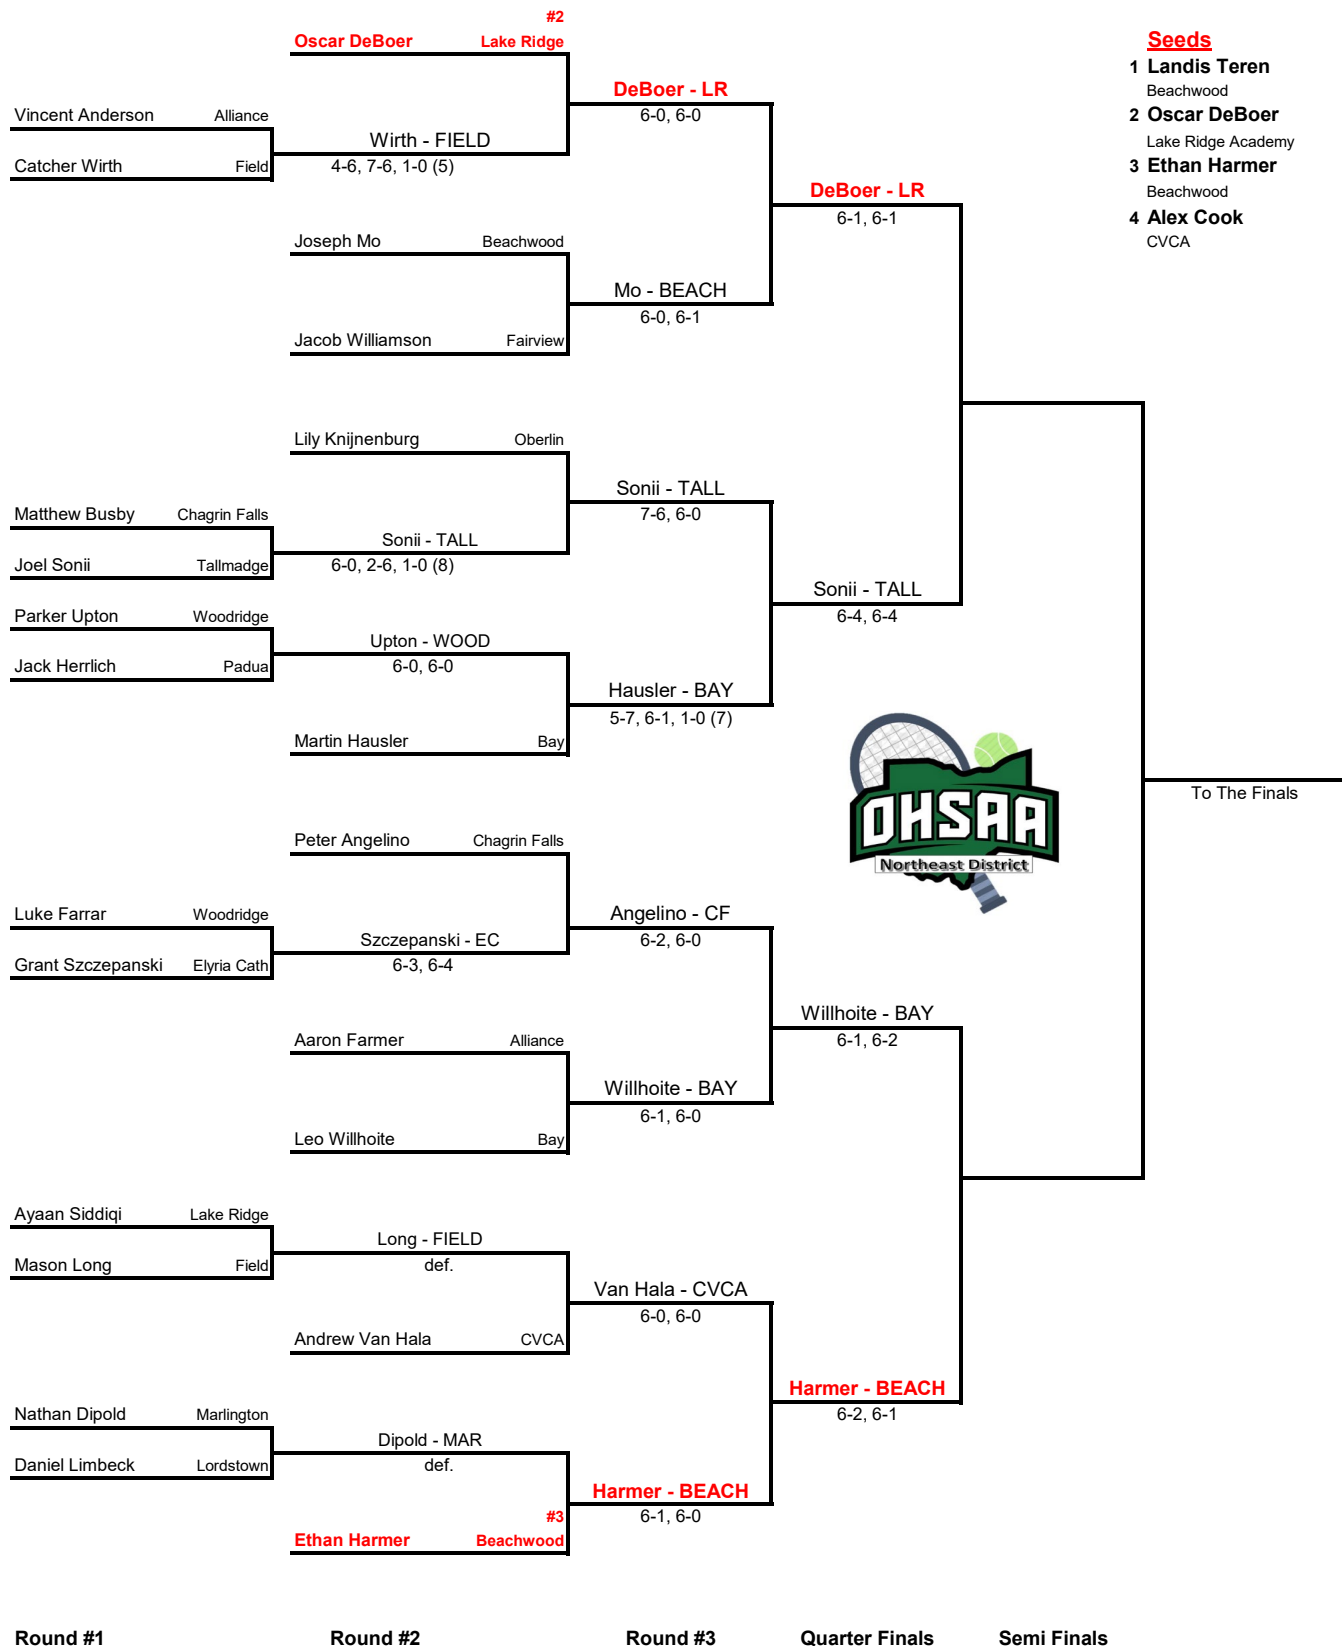 #2
Oscar DeBoer Lake Ridge
Seeds
1 Landis Teren
Beachwood
2 Oscar DeBoer
Lake Ridge Academy
3 Ethan Harmer
Beachwood
4 Alex Cook
CVCA
DeBoer - LR
6-0, 6-0
Vincent Anderson Alliance
Wirth - FIELD
4-6, 7-6, 1-0 (5)
Catcher Wirth Field
DeBoer - LR
6-1, 6-1
Joseph Mo Beachwood
Mo - BEACH
6-0, 6-1
Jacob Williamson Fairview
Lily Knijnenburg Oberlin
Sonii - TALL
7-6, 6-0
Matthew Busby Chagrin Falls
Sonii - TALL
6-0, 2-6, 1-0 (8)
Joel Sonii Tallmadge
Sonii - TALL
6-4, 6-4
Parker Upton Woodridge
Upton - WOOD
6-0, 6-0
Jack Herrlich Padua
Hausler - BAY
5-7, 6-1, 1-0 (7)
Martin Hausler Bay
OHSAA
Northeast District
To The Finals
Peter Angelino Chagrin Falls
Angelino - CF
6-2, 6-0
Luke Farrar Woodridge
Szczepanski - EC
6-3, 6-4
Grant Szczepanski Elyria Cath
Willhoite - BAY
6-1, 6-2
Aaron Farmer Alliance
Willhoite - BAY
6-1, 6-0
Leo Willhoite Bay
Ayaan Siddiqi Lake Ridge
Long - FIELD
def.
Mason Long Field
Van Hala - CVCA
6-0, 6-0
Andrew Van Hala CVCA
Harmer - BEACH
6-2, 6-1
Nathan Dipold Marlington
Dipold - MAR
def.
Daniel Limbeck Lordstown
Harmer - BEACH
6-1, 6-0
#3
Ethan Harmer Beachwood
Round #1 Round #2 Round #3 Quarter Finals Semi Finals